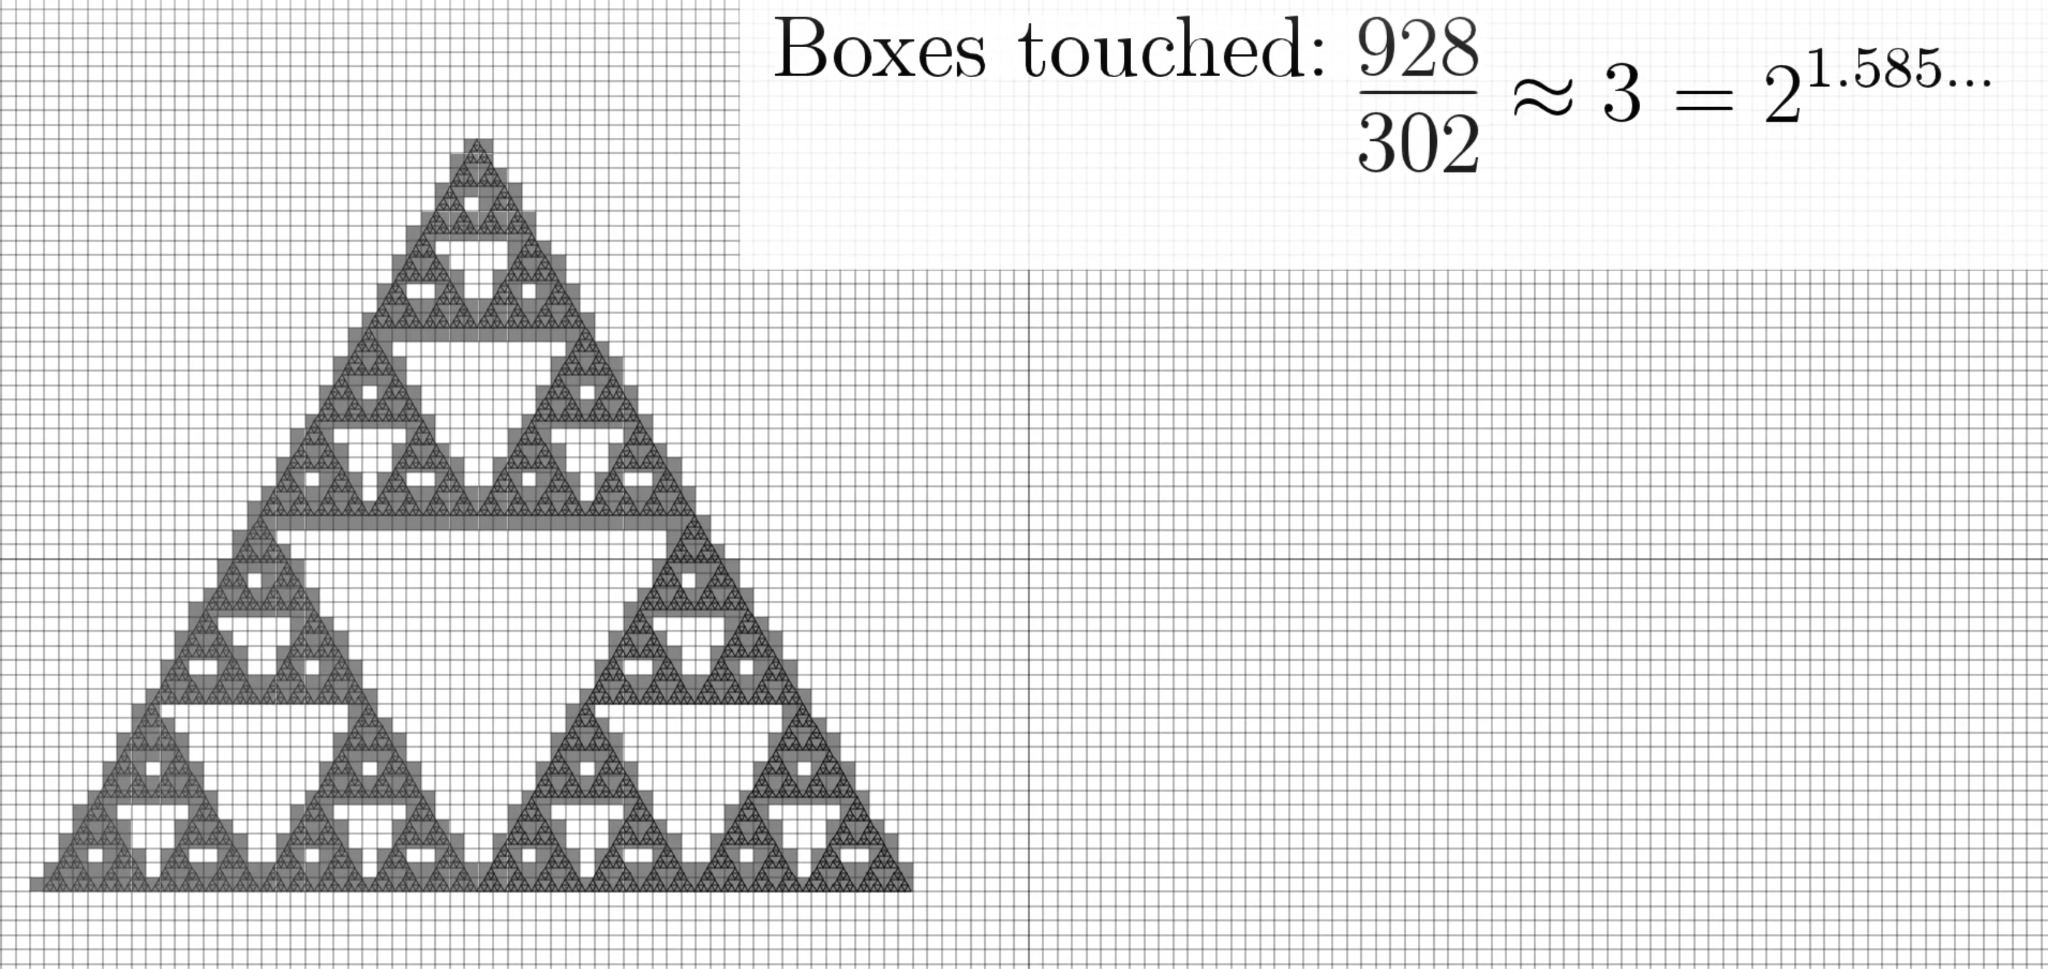 Boxes touched: 928/302 ≈ 3 = 2^1.585...